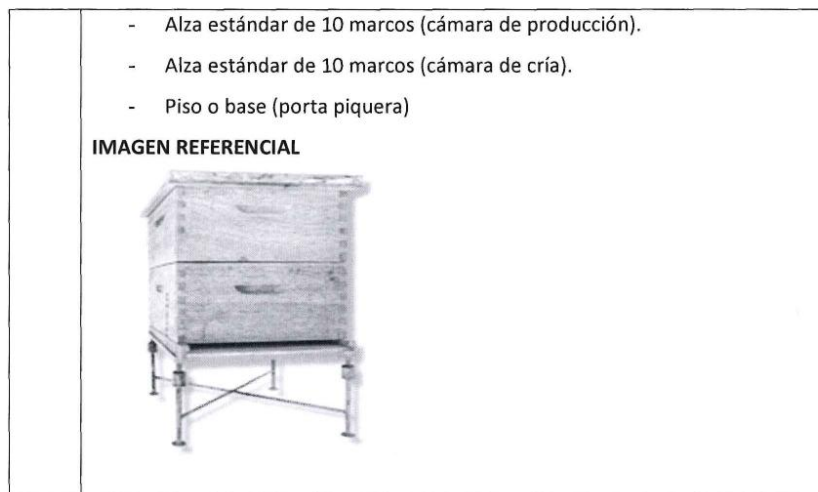 - Alza estándar de 10 marcos (cámara de producción).
- Alza estándar de 10 marcos (cámara de cría).
- Piso o base (porta piquera)
IMAGEN REFERENCIAL